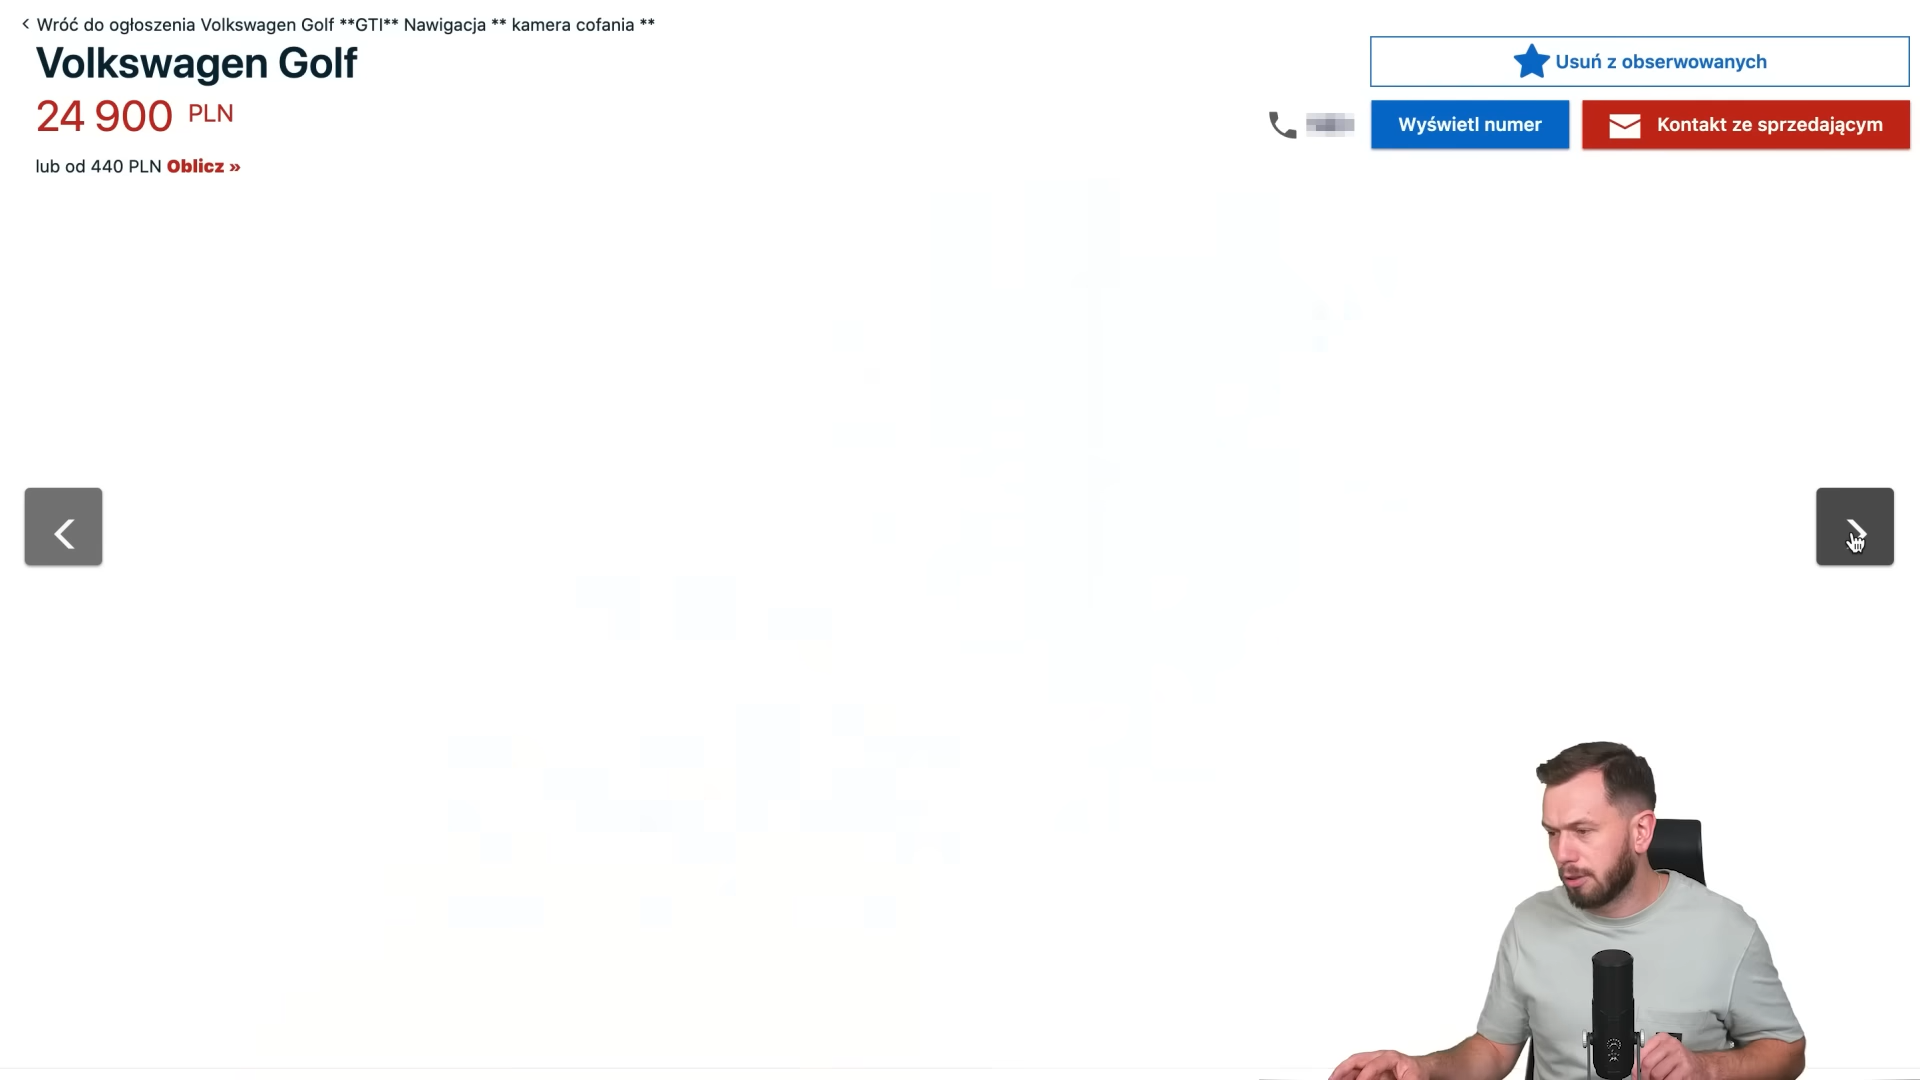 Wróć do ogłoszenia Volkswagen Golf **GTI** Nawigacja ** kamera cofania **
Volkswagen Golf
24 900 PLN
lub od 440 PLN Oblicz »
Usuń z obserwowanych
Wyświetl numer
Kontakt ze sprzedającym